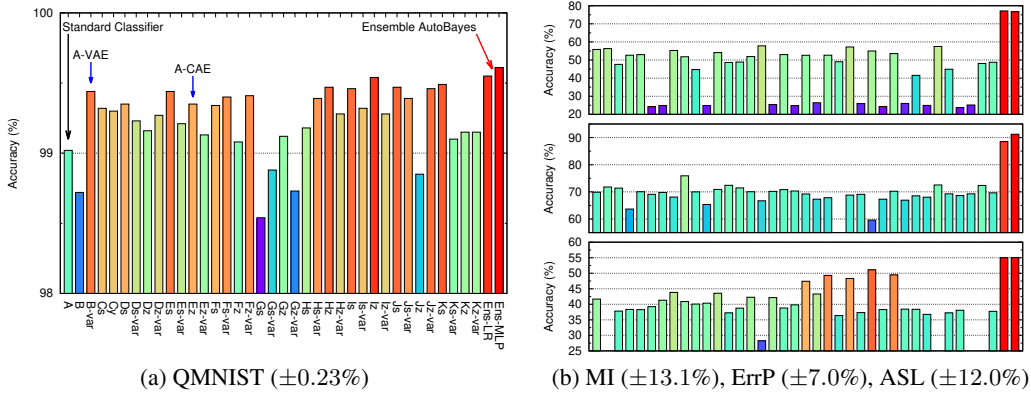 100
Standard Classifier
Ensemble AutoBayes
A-VAE
A-CAE
Accuracy (%)
99
98
A
B
B-var
Cs
Cy
Ds
Ds-var
Dz
Dz-var
Es
Es-var
Ez
Ez-var
Fs
Fs-var
Fz
Fz-var
Gs
Gs-var
Gz
Gz-var
Hs
Hs-var
Hz
Hz-var
Is
Is-var
Iz
Iz-var
Js
Js-var
Jz
Jz-var
Ks
Ks-var
Kz
Kz-var
Ens-LR
Ens-MLP
(a) QMNIST (±0.23%)
Accuracy (%)
80
70
60
50
40
30
20
Accuracy (%)
90
80
70
60
Accuracy (%)
60
55
50
45
40
35
30
25
(b) MI (±13.1%), ErrP (±7.0%), ASL (±12.0%)